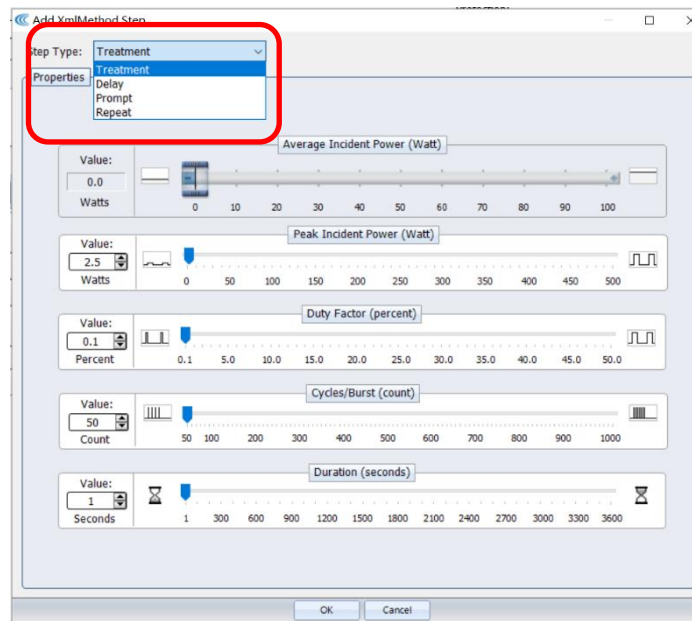 Add XmlMethod Step
Step Type: Treatment
Treatment
Delay
Prompt
Repeat
Properties
Average Incident Power (Watt)
Value:
0.0
Watts
0 10 20 30 40 50 60 70 80 90 100
Peak Incident Power (Watt)
Value:
2.5
Watts
0 50 100 150 200 250 300 350 400 450 500
Duty Factor (percent)
Value:
0.1
Percent
0.1 5.0 10.0 15.0 20.0 25.0 30.0 35.0 40.0 45.0 50.0
Cycles/Burst (count)
Value:
50
Count
50 100 200 300 400 500 600 700 800 900 1000
Duration (seconds)
Value:
1
Seconds
1 300 600 900 1200 1500 1800 2100 2400 2700 3000 3300 3600
OK Cancel